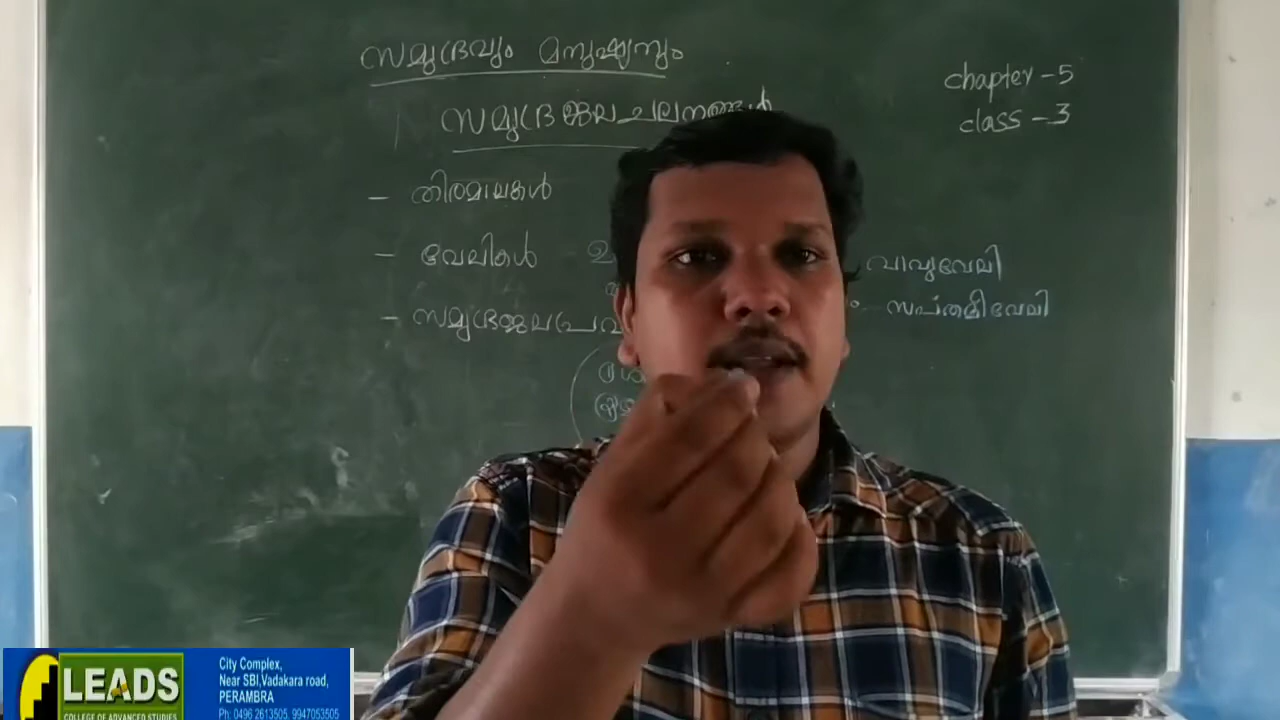 സമുദ്രവും മനുഷ്യനും
chapter - 5
class - 3
സമുദ്രജലചലനങ്ങൾ
- തിരമാലകൾ
- വേലികൾ
വാവുവേലി
സപ്തമീവേലി
- സമുദ്രജലപ്രവ
LEADS
COLLEGE OF ADVANCED STUDIES
City Complex,
Near SBI,Vadakara road,
PERAMBRA
Ph: 0496 2613505, 9947053505